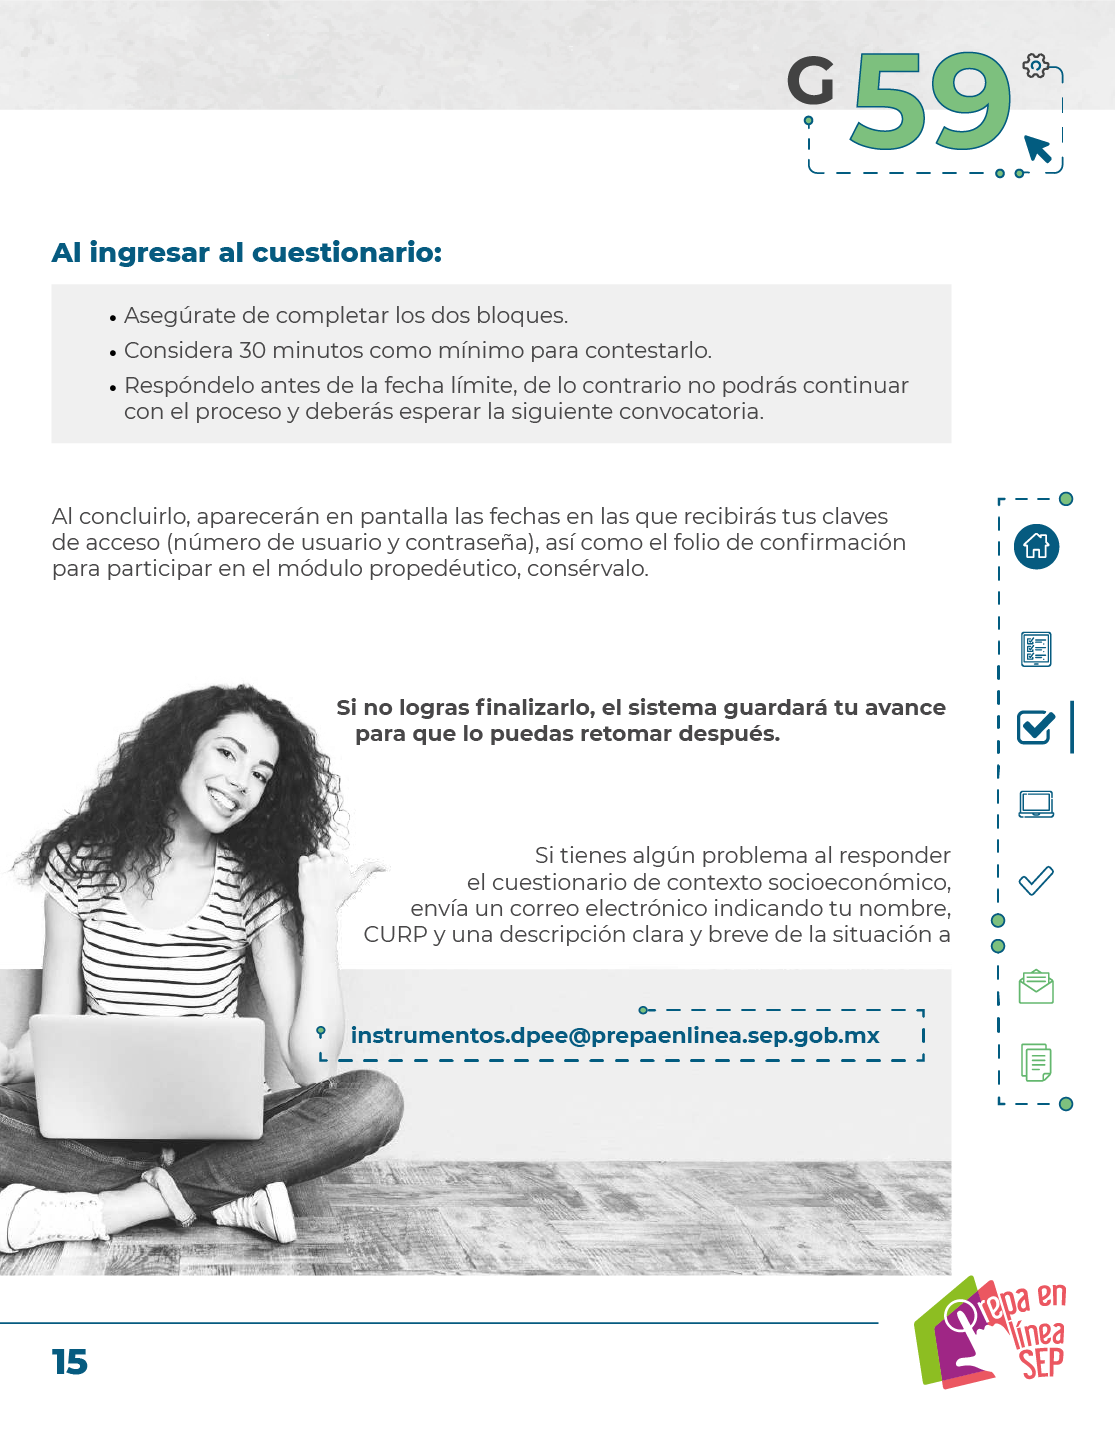 G 59
Al ingresar al cuestionario:
• Asegúrate de completar los dos bloques.
• Considera 30 minutos como mínimo para contestarlo.
• Respóndelo antes de la fecha límite, de lo contrario no podrás continuar
con el proceso y deberás esperar la siguiente convocatoria.
Al concluirlo, aparecerán en pantalla las fechas en las que recibirás tus claves
de acceso (número de usuario y contraseña), así como el folio de confirmación
para participar en el módulo propedéutico, consérvalo.
Si no logras finalizarlo, el sistema guardará tu avance
para que lo puedas retomar después.
Si tienes algún problema al responder
el cuestionario de contexto socioeconómico,
envía un correo electrónico indicando tu nombre,
CURP y una descripción clara y breve de la situación a
instrumentos.dpee@prepaenlinea.sep.gob.mx
Prepa en
línea
SEP
15